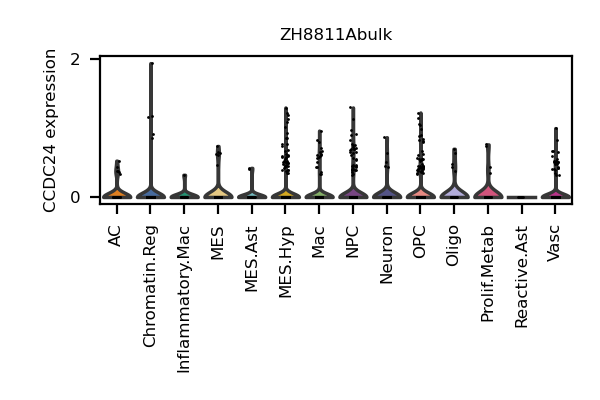 ZH8811Abulk
CCDC24 expression
2
0
AC
Chromatin.Reg
Inflammatory.Mac
MES
MES.Ast
MES.Hyp
Mac
NPC
Neuron
OPC
Oligo
Prolif.Metab
Reactive.Ast
Vasc